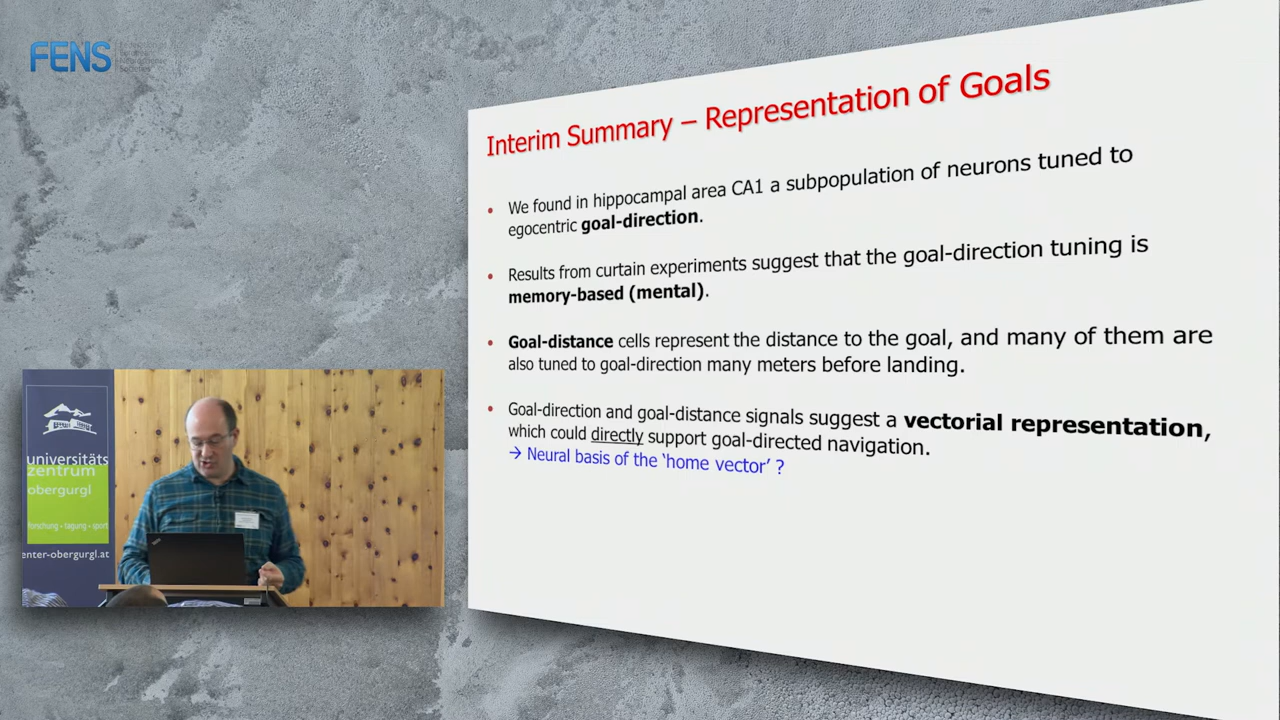 FENS
Interim Summary – Representation of Goals
• We found in hippocampal area CA1 a subpopulation of neurons tuned to
egocentric goal-direction.
• Results from curtain experiments suggest that the goal-direction tuning is
memory-based (mental).
• Goal-distance cells represent the distance to the goal, and many of them are
also tuned to goal-direction many meters before landing.
• Goal-direction and goal-distance signals suggest a vectorial representation,
which could directly support goal-directed navigation.
→ Neural basis of the ‘home vector’ ?
universitäts
zentrum
obergurgl
forschung • tagung • sport
enter-obergurgl.at